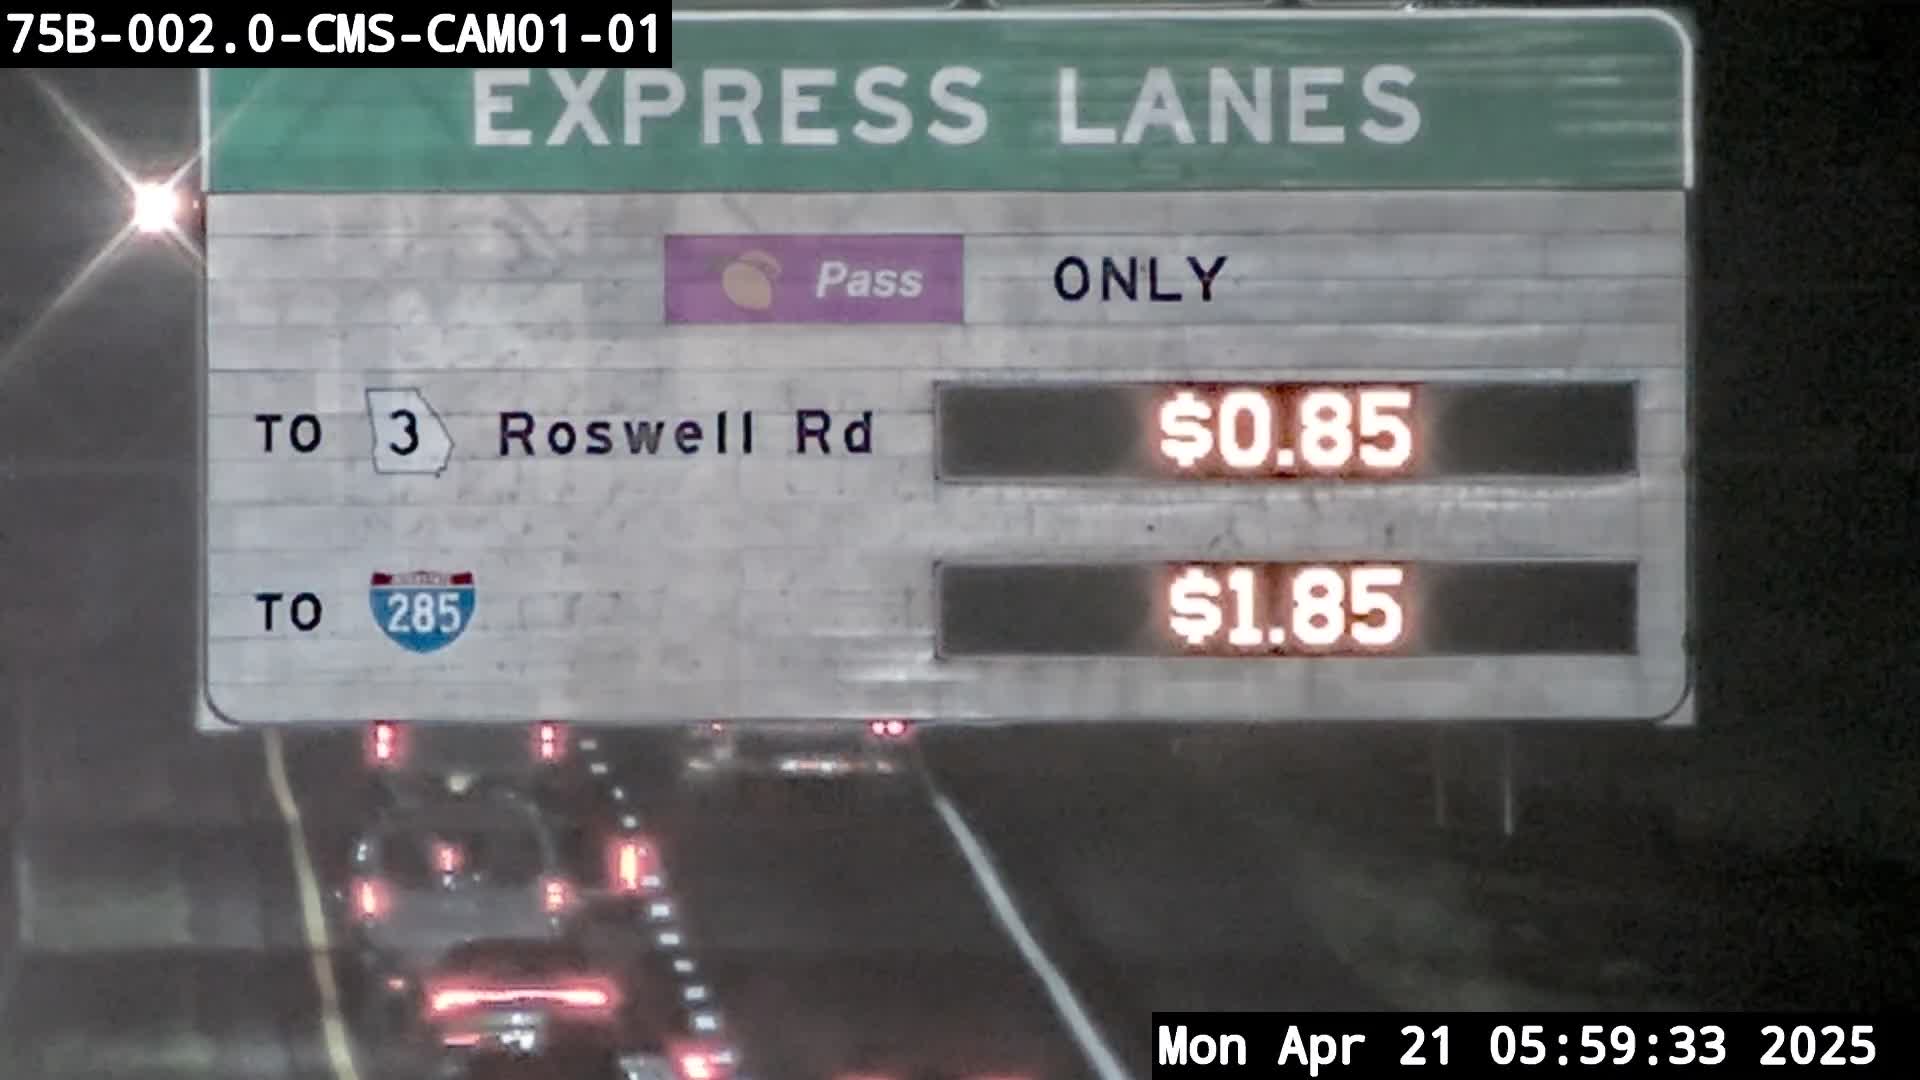 75B-002.0-CMS-CAM01-01
EXPRESS LANES
Pass ONLY
TO 3 Roswell Rd $0.85
TO 285 $1.85
Mon Apr 21 05:59:33 2025